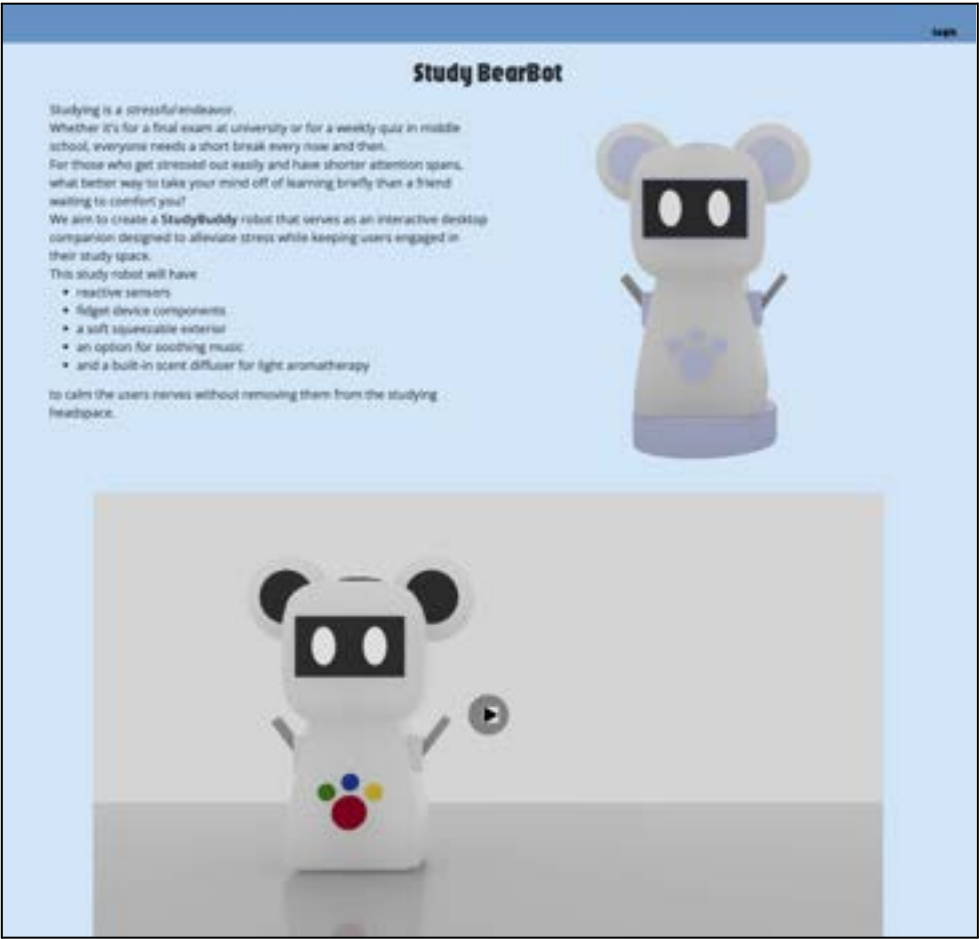 Login
Study BearBot
Studying is a stressful endeavor.
Whether it's for a final exam at university or for a weekly quiz in middle
school, everyone needs a short break every now and then.
For those who get stressed out easily and have shorter attention spans,
what better way to take your mind off of learning briefly than a friend
waiting to comfort you?
We aim to create a StudyBuddy robot that serves as an interactive desktop
companion designed to alleviate stress while keeping users engaged in
their study space.
This study robot will have
• reactive sensors
• fidget device components
• a soft squeezable exterior
• an option for soothing music
• and a built-in scent diffuser for light aromatherapy
to calm the users nerves without removing them from the studying
headspace.